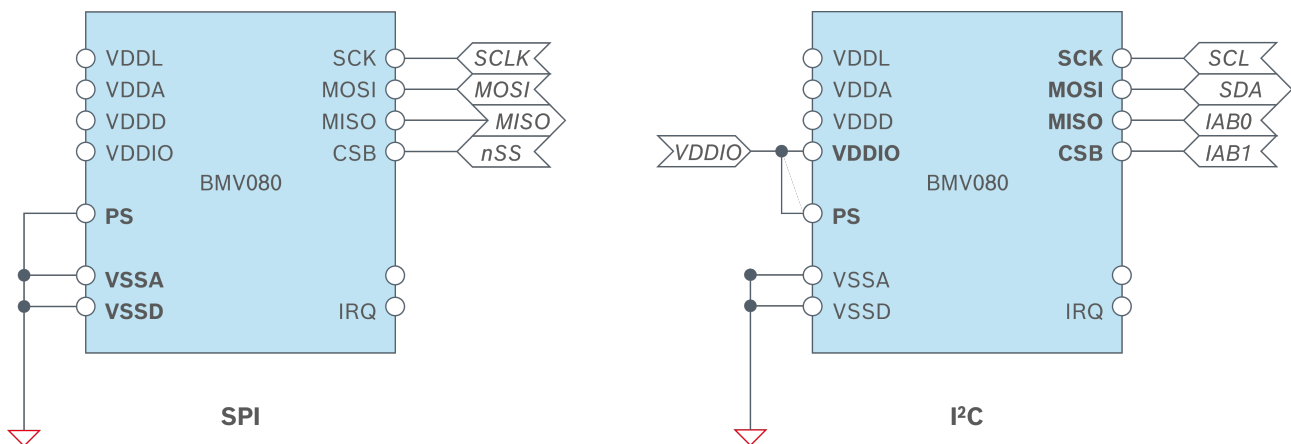 VDDL SCK SCLK
VDDA MOSI MOSI
VDDD MISO MISO
VDDIO CSB nSS
BMV080
PS
VSSA
VSSD IRQ
SPI
VDDL SCK SCL
VDDA MOSI SDA
VDDD MISO IAB0
VDDIO VDDIO CSB IAB1
BMV080
PS
VSSA
VSSD IRQ
I²C